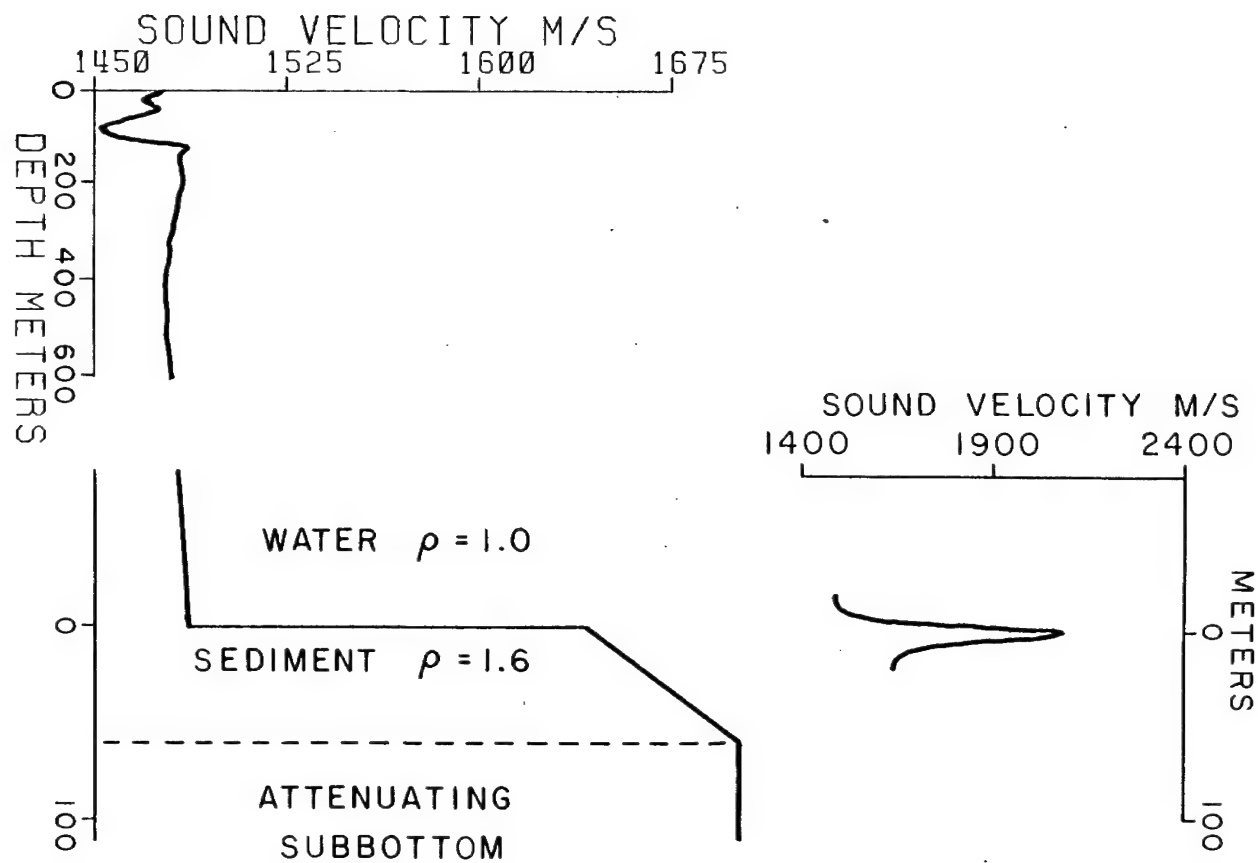 SOUND VELOCITY M/S
1450 1525 1600 1675
0
200
400
600
DEPTH METERS
SOUND VELOCITY M/S
1400 1900 2400
WATER ρ = 1.0
0
SEDIMENT ρ = 1.6
0
METERS
ATTENUATING
SUBBOTTOM
100
100